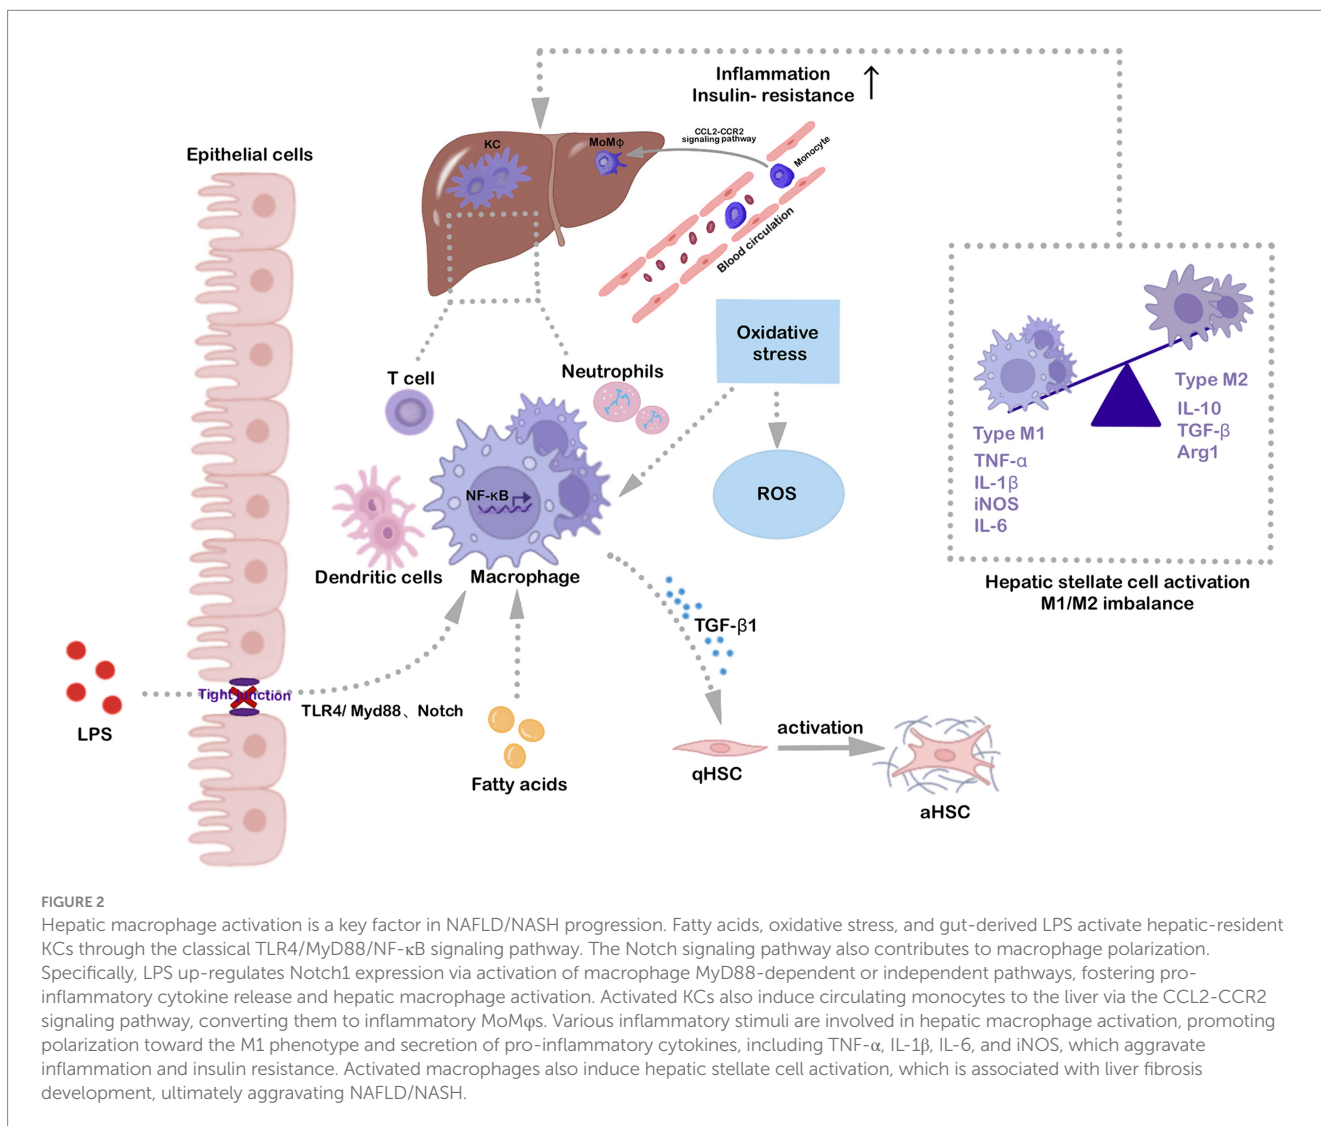 Inflammation
Insulin- resistance
CCL2-CCR2
signaling pathway
KC
MoMϕ
Monocyte
Blood circulation
Epithelial cells
Oxidative
stress
T cell
Neutrophils
Type M2
IL-10
TGF-β
Arg1
Type M1
TNF-α
IL-1β
iNOS
IL-6
NF-κB
ROS
Dendritic cells
Macrophage
Hepatic stellate cell activation
M1/M2 imbalance
TGF-β1
Tight junction
TLR4/ Myd88、Notch
LPS
Fatty acids
qHSC
activation
aHSC
FIGURE 2
Hepatic macrophage activation is a key factor in NAFLD/NASH progression. Fatty acids, oxidative stress, and gut-derived LPS activate hepatic-resident
KCs through the classical TLR4/MyD88/NF-κB signaling pathway. The Notch signaling pathway also contributes to macrophage polarization.
Specifically, LPS up-regulates Notch1 expression via activation of macrophage MyD88-dependent or independent pathways, fostering pro-
inflammatory cytokine release and hepatic macrophage activation. Activated KCs also induce circulating monocytes to the liver via the CCL2-CCR2
signaling pathway, converting them to inflammatory MoMφs. Various inflammatory stimuli are involved in hepatic macrophage activation, promoting
polarization toward the M1 phenotype and secretion of pro-inflammatory cytokines, including TNF-α, IL-1β, IL-6, and iNOS, which aggravate
inflammation and insulin resistance. Activated macrophages also induce hepatic stellate cell activation, which is associated with liver fibrosis
development, ultimately aggravating NAFLD/NASH.